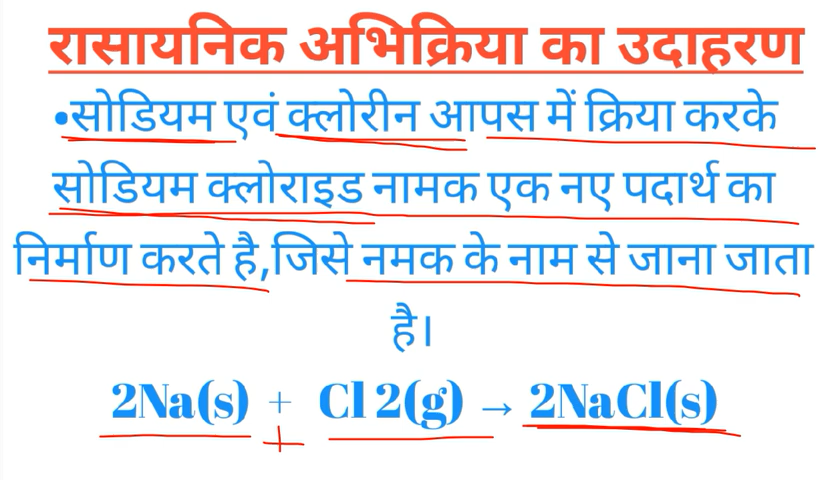 रासायनिक अभिक्रिया का उदाहरण
•सोडियम एवं क्लोरीन आपस में क्रिया करके
सोडियम क्लोराइड नामक एक नए पदार्थ का
निर्माण करते है,जिसे नमक के नाम से जाना जाता
है।
2Na(s) + Cl 2(g) → 2NaCl(s)